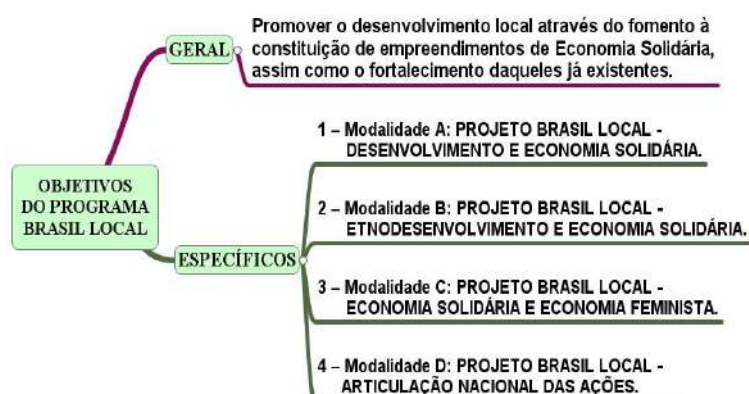 GERAL
Promover o desenvolvimento local através do fomento à
constituição de empreendimentos de Economia Solidária,
assim como o fortalecimento daqueles já existentes.
OBJETIVOS
DO PROGRAMA
BRASIL LOCAL
ESPECÍFICOS
1 – Modalidade A: PROJETO BRASIL LOCAL -
DESENVOLVIMENTO E ECONOMIA SOLIDÁRIA.
2 – Modalidade B: PROJETO BRASIL LOCAL -
ETNODESENVOLVIMENTO E ECONOMIA SOLIDÁRIA.
3 – Modalidade C: PROJETO BRASIL LOCAL -
ECONOMIA SOLIDÁRIA E ECONOMIA FEMINISTA.
4 – Modalidade D: PROJETO BRASIL LOCAL -
ARTICULAÇÃO NACIONAL DAS AÇÕES.